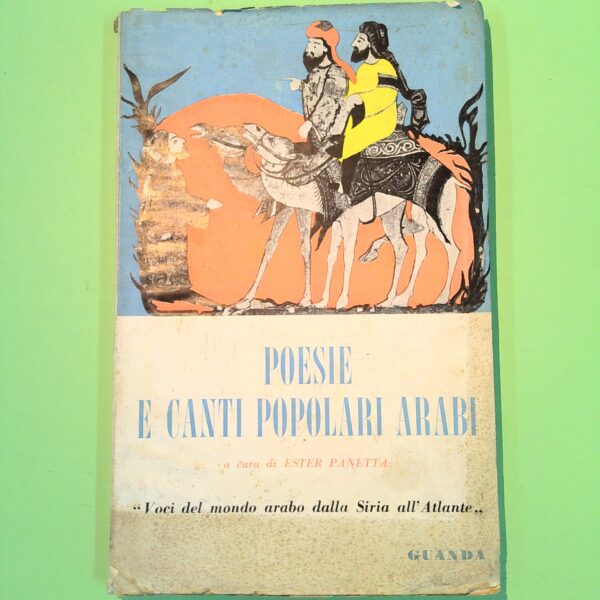 POESIE
E CANTI POPOLARI ARABI
a cura di ESTER PANETTA
“Voci del mondo arabo dalla Siria all'Atlante„
GUANDA